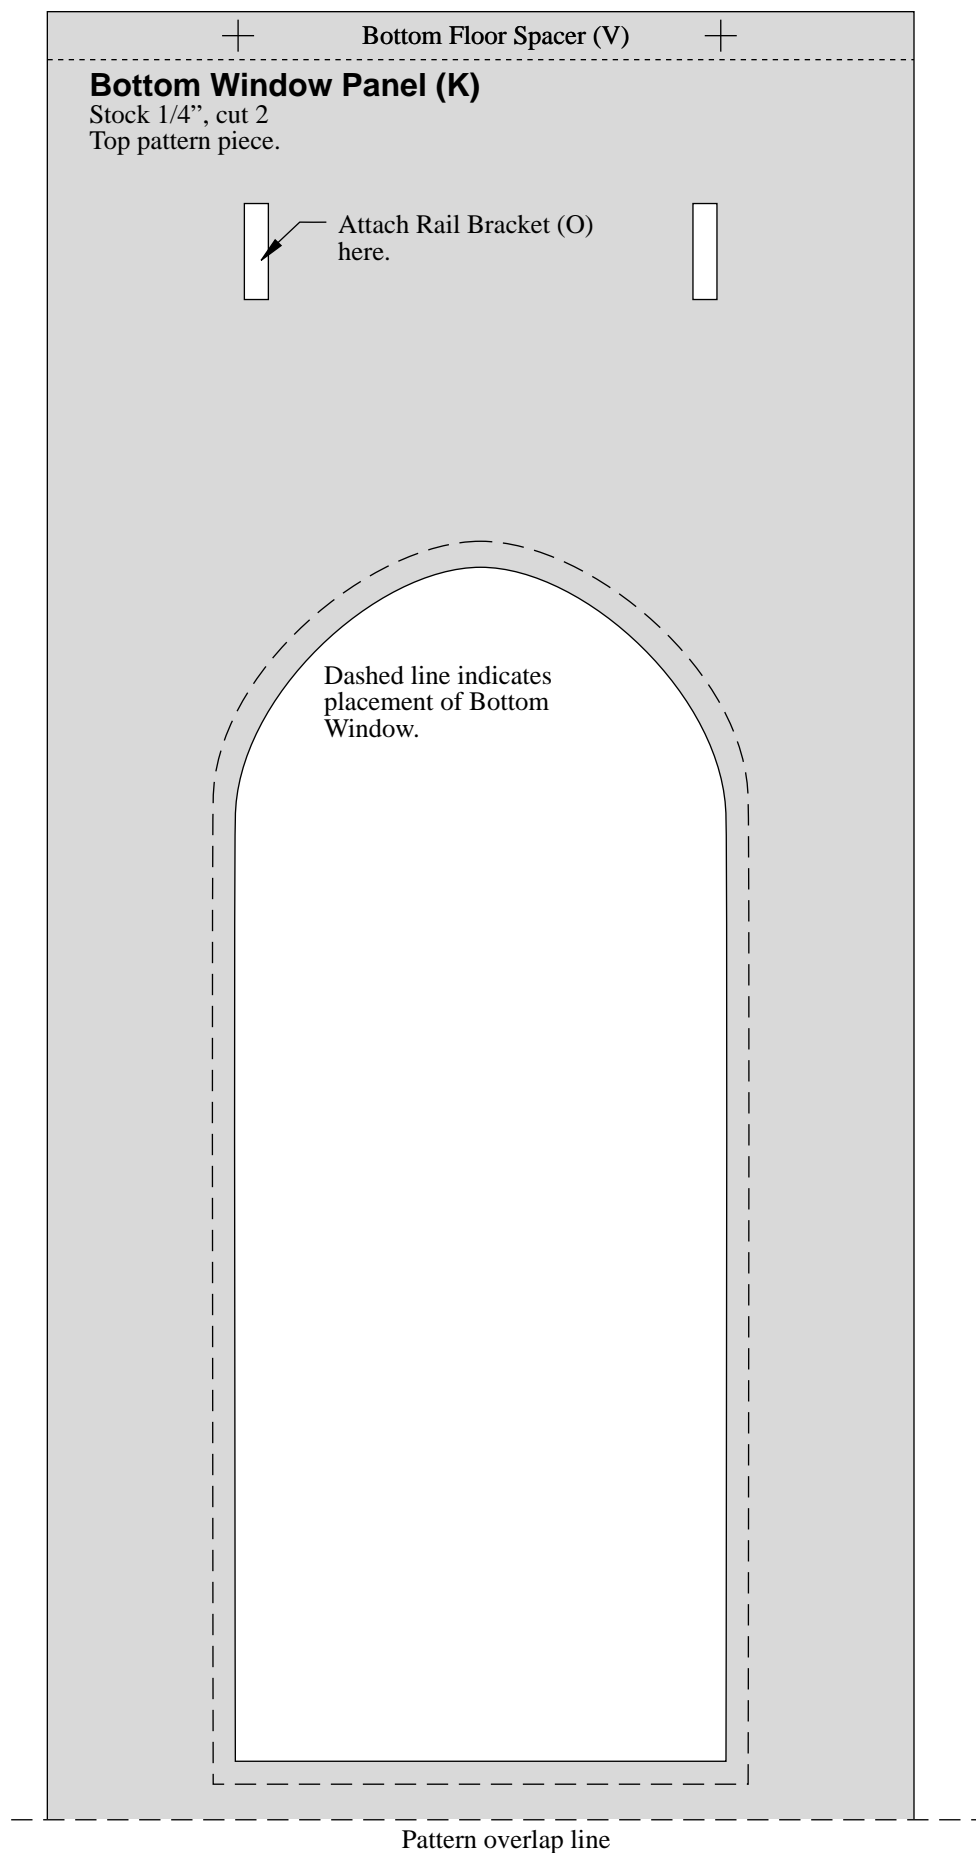 Bottom Floor Spacer (V)
Bottom Window Panel (K)
Stock 1/4”, cut 2
Top pattern piece.
Attach Rail Bracket (O)
here.
Dashed line indicates
placement of Bottom
Window.
Pattern overlap line